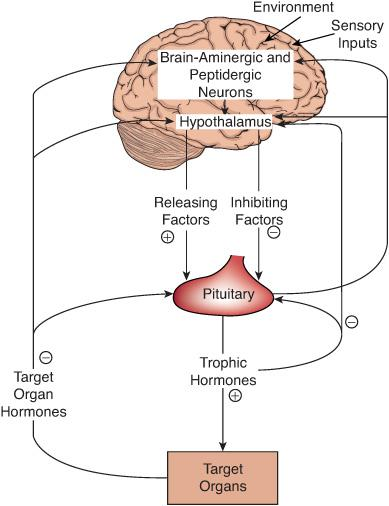 Environment
Sensory
Inputs
Brain-Aminergic and
Peptidergic
Neurons
Hypothalamus
Releasing
Factors
+
Inhibiting
Factors
−
Pituitary
−
Trophic
Hormones
+
−
Target
Organ
Hormones
Target
Organs